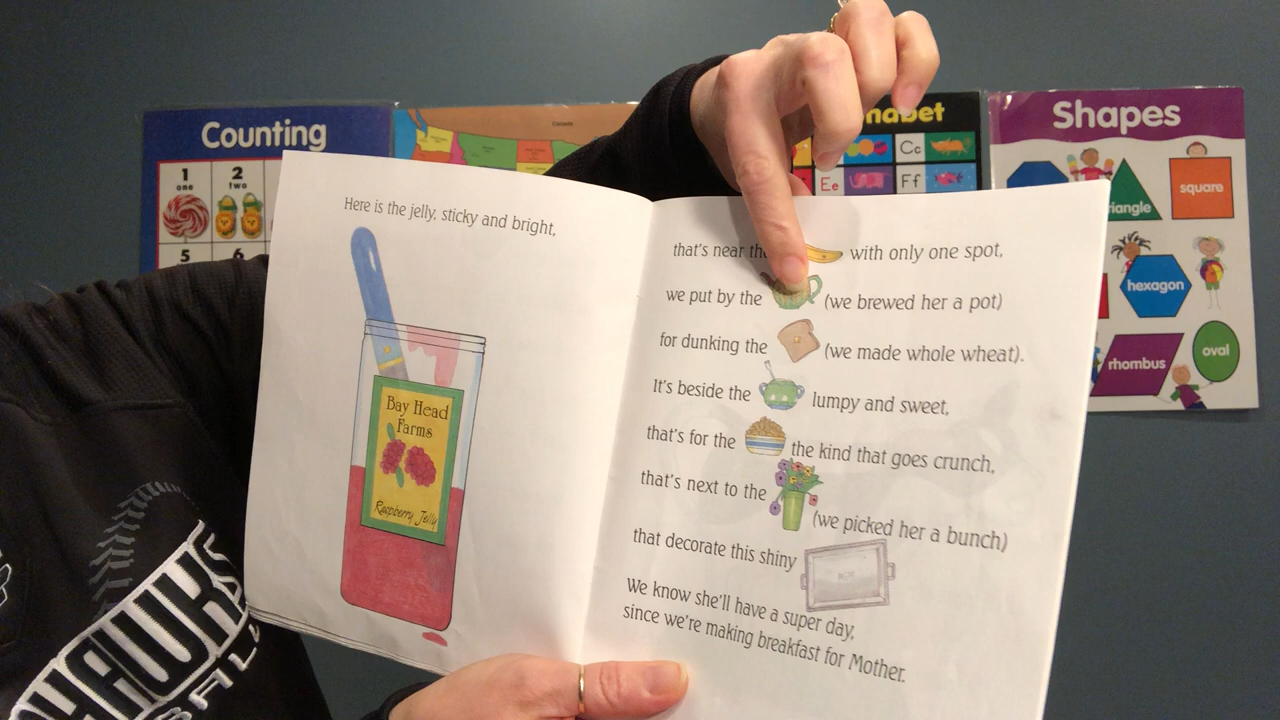 Counting
1
one
2
two
5
6
Canada
Cc
Ee
Ff
Shapes
square
hexagon
rhombus
oval
Here is the jelly, sticky and bright,
Bay Head
Farms
Raspberry Jelly
that's near
with only one spot,
we put by the
(we brewed her a pot)
for dunking the
(we made whole wheat).
It's beside the
lumpy and sweet,
that's for the
the kind that goes crunch,
that's next to the
(we picked her a bunch)
that decorate this shiny
We know she'll have a super day,
since we're making breakfast for Mother.